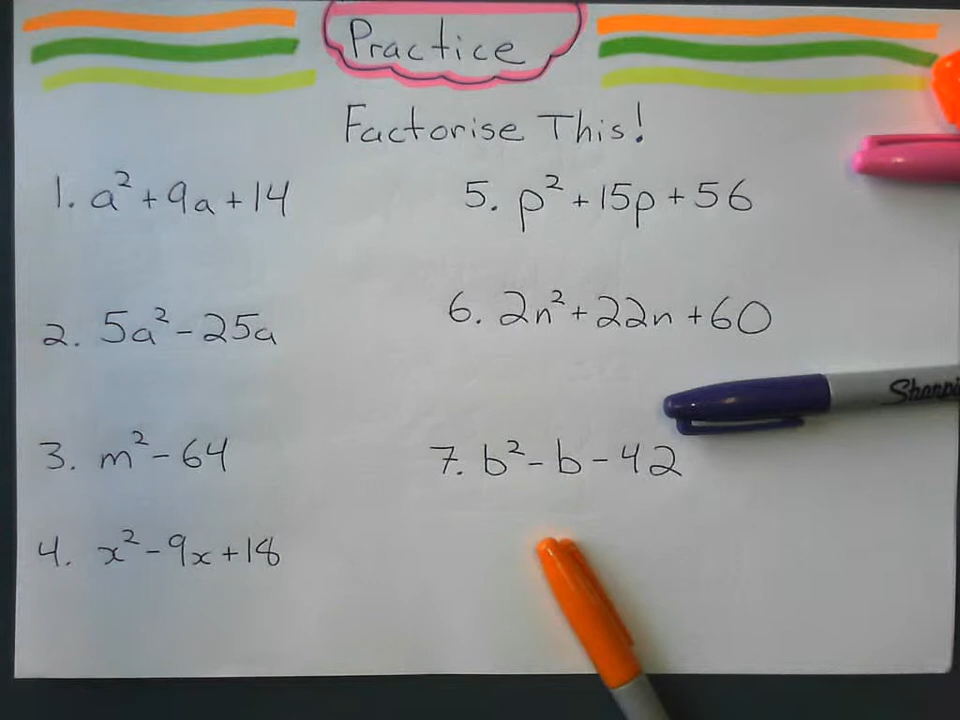 Practice
Factorise This!
1. a² + 9a + 14
2. 5a² - 25a
3. m² - 64
4. x² - 9x + 18
5. p² + 15p + 56
6. 2n² + 22n + 60
7. b² - b - 42
Sharpi